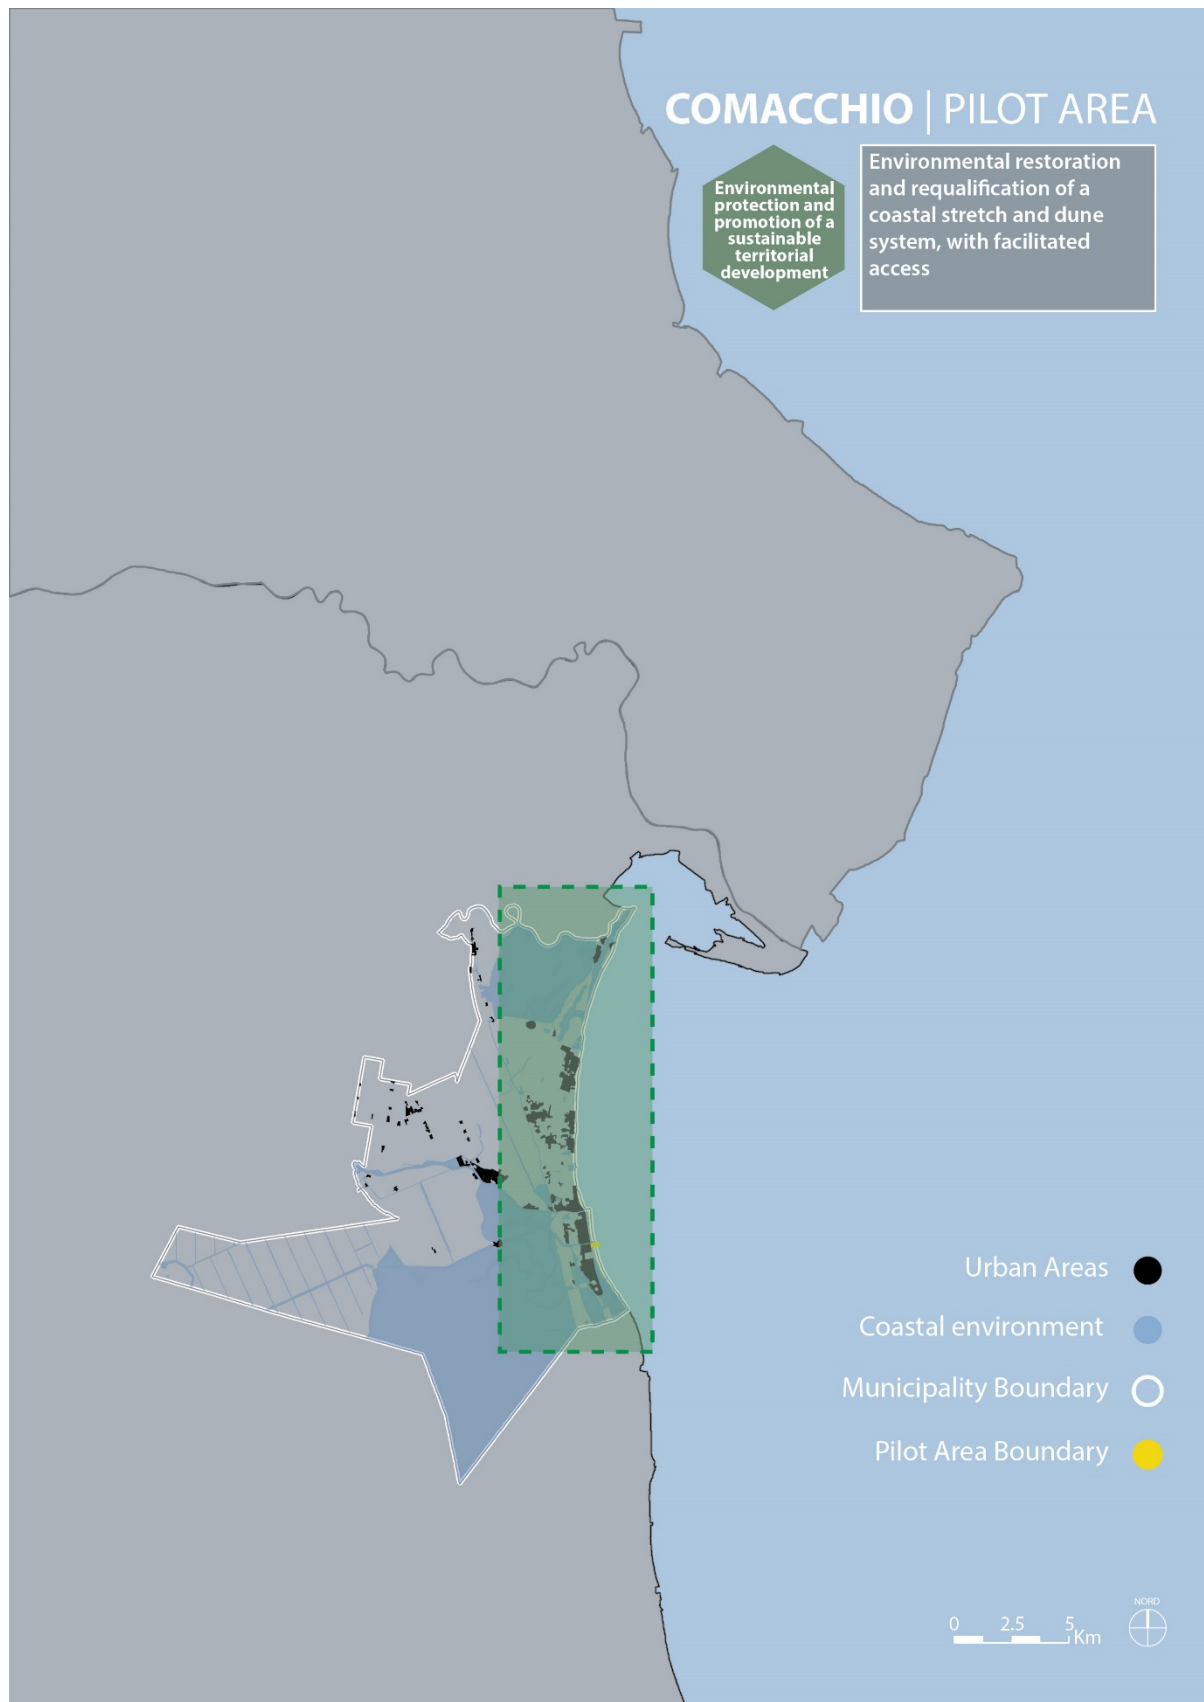 COMACCHIO | PILOT AREA
Environmental
protection and
promotion of a
sustainable
territorial
development
Environmental restoration
and requalification of a
coastal stretch and dune
system, with facilitated
access
Urban Areas
Coastal environment
Municipality Boundary
Pilot Area Boundary
0 2.5 5 Km
NORD